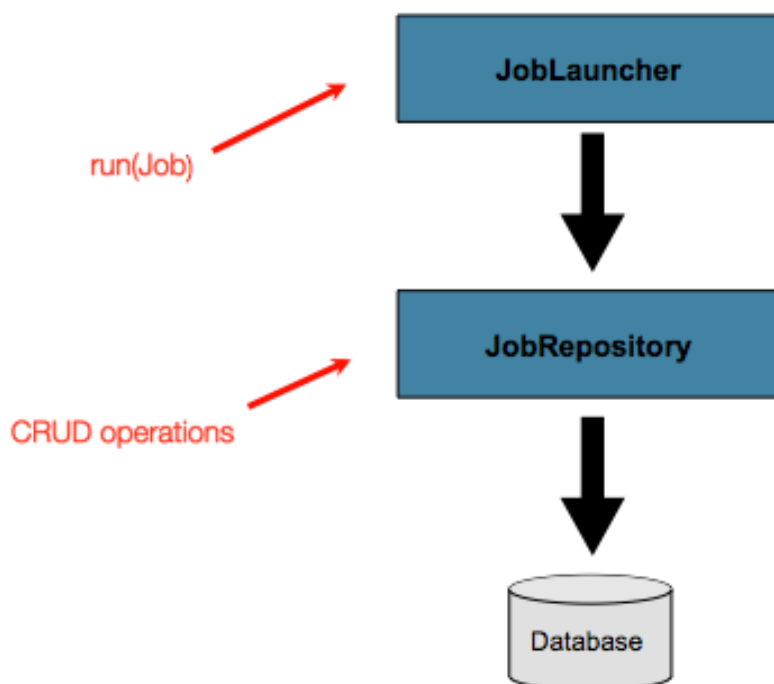 JobLauncher
run(Job)
JobRepository
CRUD operations
Database